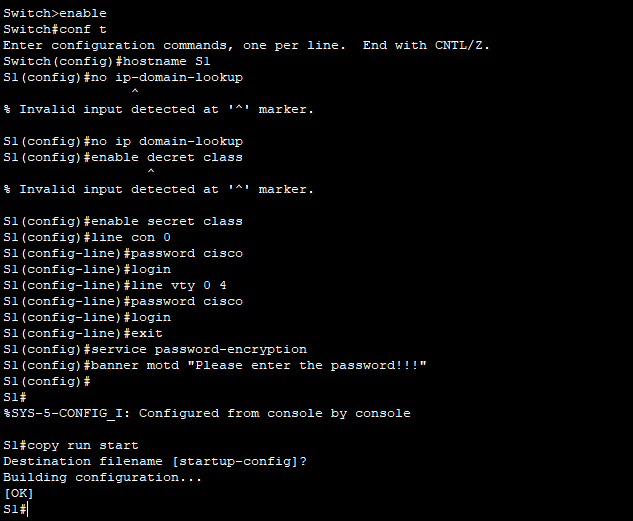 Switch>enable
Switch#conf t
Enter configuration commands, one per line.  End with CNTL/Z.
Switch(config)#hostname S1
S1(config)#no ip-domain-lookup
^
% Invalid input detected at '^' marker.
S1(config)#no ip domain-lookup
S1(config)#enable decret class
^
% Invalid input detected at '^' marker.
S1(config)#enable secret class
S1(config)#line con 0
S1(config-line)#password cisco
S1(config-line)#login
S1(config-line)#line vty 0 4
S1(config-line)#password cisco
S1(config-line)#login
S1(config-line)#exit
S1(config)#service password-encryption
S1(config)#banner motd "Please enter the password!!!"
S1(config)#
S1#
%SYS-5-CONFIG_I: Configured from console by console
S1#copy run start
Destination filename [startup-config]?
Building configuration...
[OK]
S1#